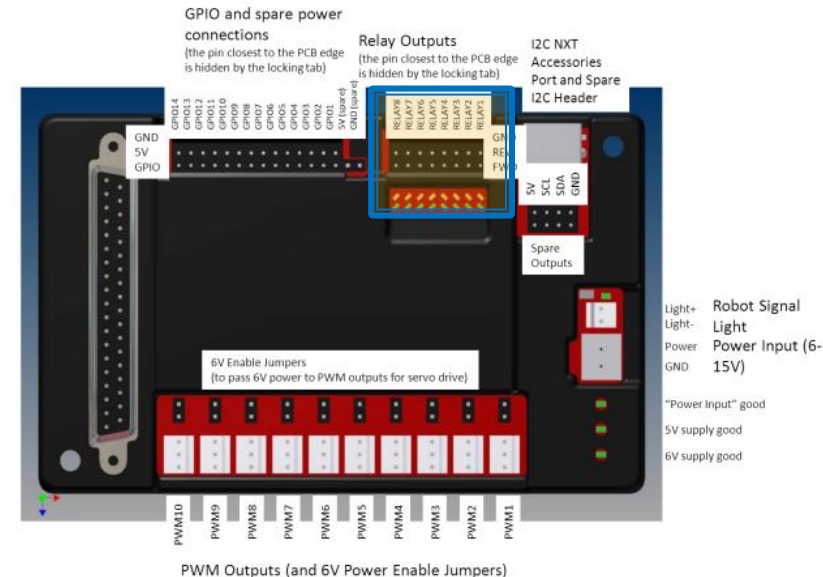 GPIO and spare power
connections
(the pin closest to the PCB edge
is hidden by the locking tab)
Relay Outputs
(the pin closest to the PCB edge
is hidden by the locking tab)
I2C NXT
Accessories
Port and Spare
I2C Header
GPIO14
GPIO13
GPIO12
GPIO11
GPIO10
GPIO9
GPIO8
GPIO7
GPIO6
GPIO5
GPIO4
GPIO3
GPIO2
GPIO1
5V (spare)
GND (spare)
RELAY8
RELAY7
RELAY6
RELAY5
RELAY4
RELAY3
RELAY2
RELAY1
GND
5V
GPIO
FWD
5V
SCL
SDA
GND
Spare
Outputs
Light+
Light-
Power
GND
Robot Signal
Light
Power Input (6-
15V)
"Power Input" good
5V supply good
6V supply good
6V Enable Jumpers
(to pass 6V power to PWM outputs for servo drive)
PWM10
PWM9
PWM8
PWM7
PWM6
PWM5
PWM4
PWM3
PWM2
PWM1
PWM Outputs (and 6V Power Enable Jumpers)